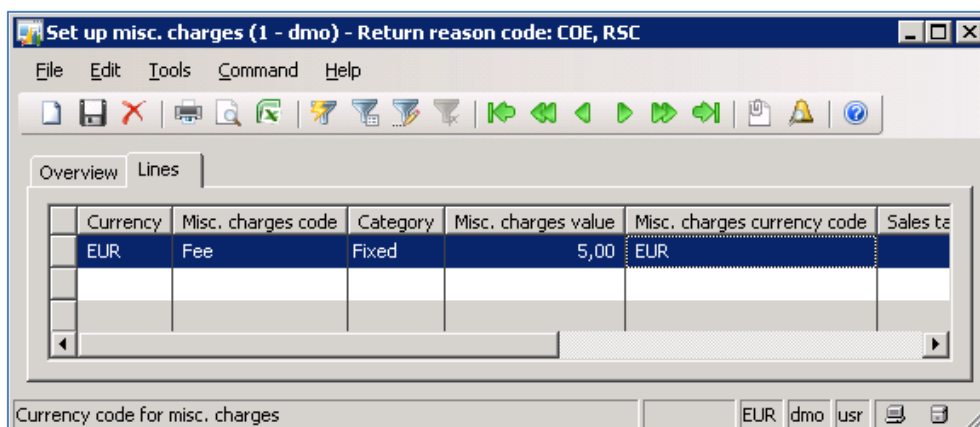 Set up misc. charges (1 - dmo) - Return reason code: COE, RSC
File Edit Tools Command Help
Overview Lines
Currency Misc. charges code Category Misc. charges value Misc. charges currency code Sales ta
EUR Fee Fixed 5,00 EUR
Currency code for misc. charges EUR dmo usr